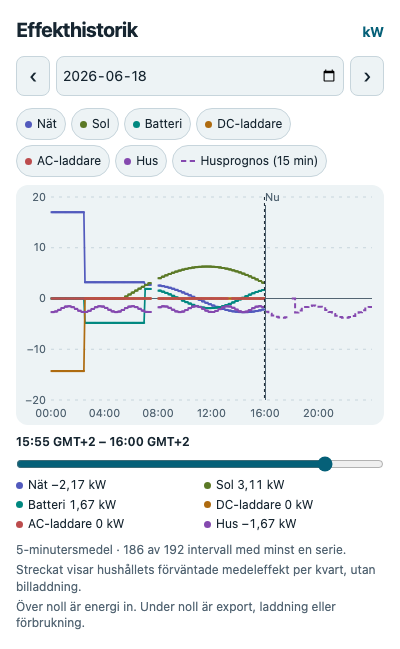 Effekthistorik kW
‹ 2026-06-18 ›
Nät Sol Batteri DC-laddare
AC-laddare Hus Husprognos (15 min)
20
Nu
10
0
−10
−20
00:00 04:00 08:00 12:00 16:00 20:00
15:55 GMT+2 – 16:00 GMT+2
Nät −2,17 kW Sol 3,11 kW
Batteri 1,67 kW DC-laddare 0 kW
AC-laddare 0 kW Hus −1,67 kW
5-minutersmedel · 186 av 192 intervall med minst en serie.
Streckat visar hushållets förväntade medeleffekt per kvart, utan
billaddning.
Över noll är energi in. Under noll är export, laddning eller
förbrukning.